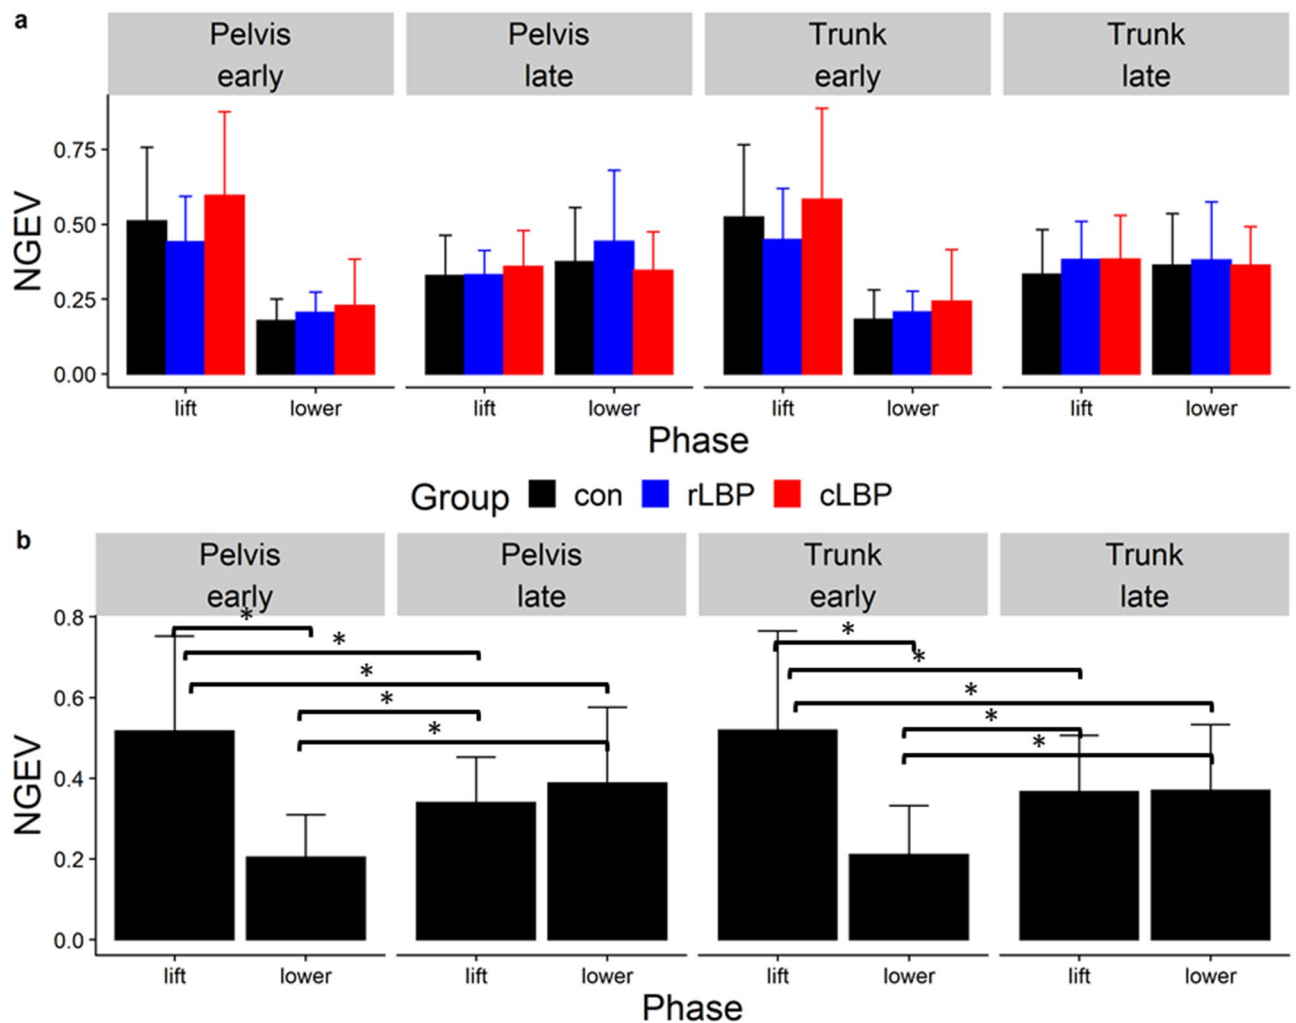 a
Pelvis
early
Pelvis
late
Trunk
early
Trunk
late
NGEV
0.75
0.50
0.25
0.00
lift
lower
lift
lower
lift
lower
lift
lower
Phase
Group con rLBP cLBP
b
Pelvis
early
Pelvis
late
Trunk
early
Trunk
late
NGEV
0.8
0.6
0.4
0.2
0.0
*
*
*
*
*
*
*
*
*
*
lift
lower
lift
lower
lift
lower
lift
lower
Phase